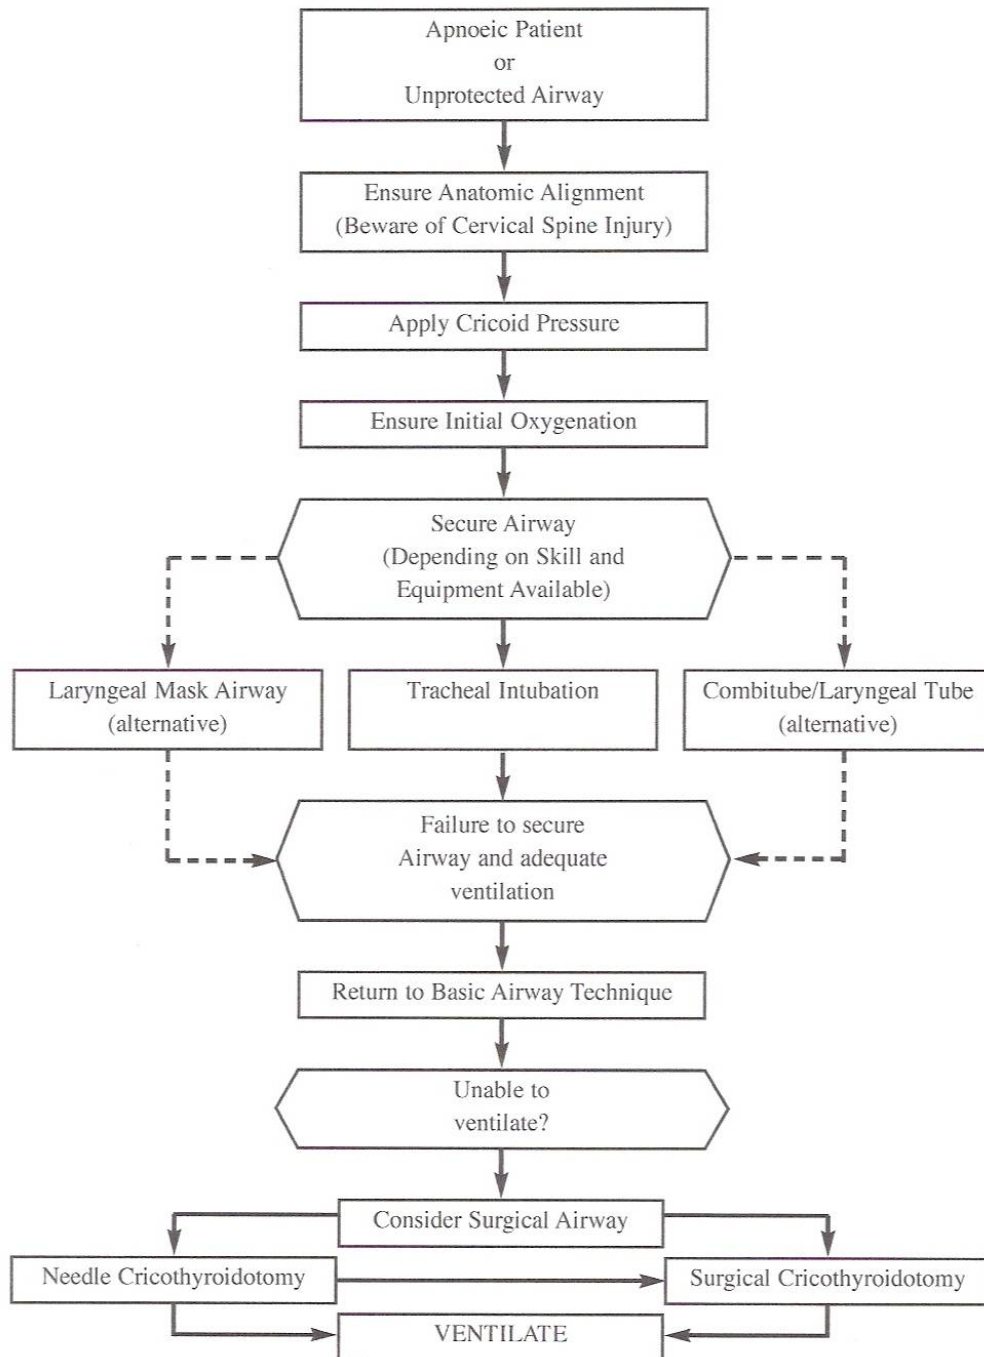 Apnoeic Patient
or
Unprotected Airway
Ensure Anatomic Alignment
(Beware of Cervical Spine Injury)
Apply Cricoid Pressure
Ensure Initial Oxygenation
Secure Airway
(Depending on Skill and
Equipment Available)
Laryngeal Mask Airway
(alternative)
Tracheal Intubation
Combitube/Laryngeal Tube
(alternative)
Failure to secure
Airway and adequate
ventilation
Return to Basic Airway Technique
Unable to
ventilate?
Consider Surgical Airway
Needle Cricothyroidotomy
Surgical Cricothyroidotomy
VENTILATE